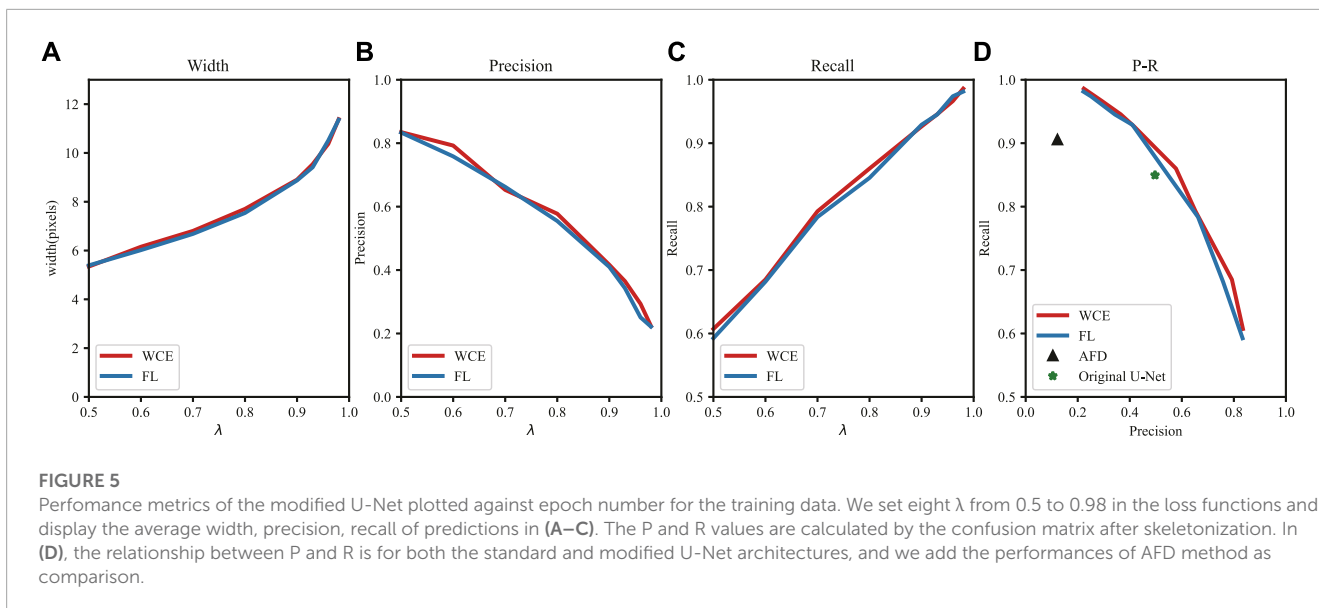 A
Width
width(pixels)
12
10
8
6
4
2
0
0.5 0.6 0.7 0.8 0.9 1.0
λ
WCE
FL
B
Precision
Precision
1.0
0.8
0.6
0.4
0.2
0.0
0.5 0.6 0.7 0.8 0.9 1.0
λ
WCE
FL
C
Recall
Recall
1.0
0.9
0.8
0.7
0.6
0.5
0.5 0.6 0.7 0.8 0.9 1.0
λ
WCE
FL
D
P-R
Recall
1.0
0.9
0.8
0.7
0.6
0.5
0.0 0.2 0.4 0.6 0.8 1.0
Precision
WCE
FL
AFD
Original U-Net
FIGURE 5
Perfomance metrics of the modified U-Net plotted against epoch number for the training data. We set eight λ from 0.5 to 0.98 in the loss functions and
display the average width, precision, recall of predictions in (A–C). The P and R values are calculated by the confusion matrix after skeletonization. In
(D), the relationship between P and R is for both the standard and modified U-Net architectures, and we add the performances of AFD method as
comparison.